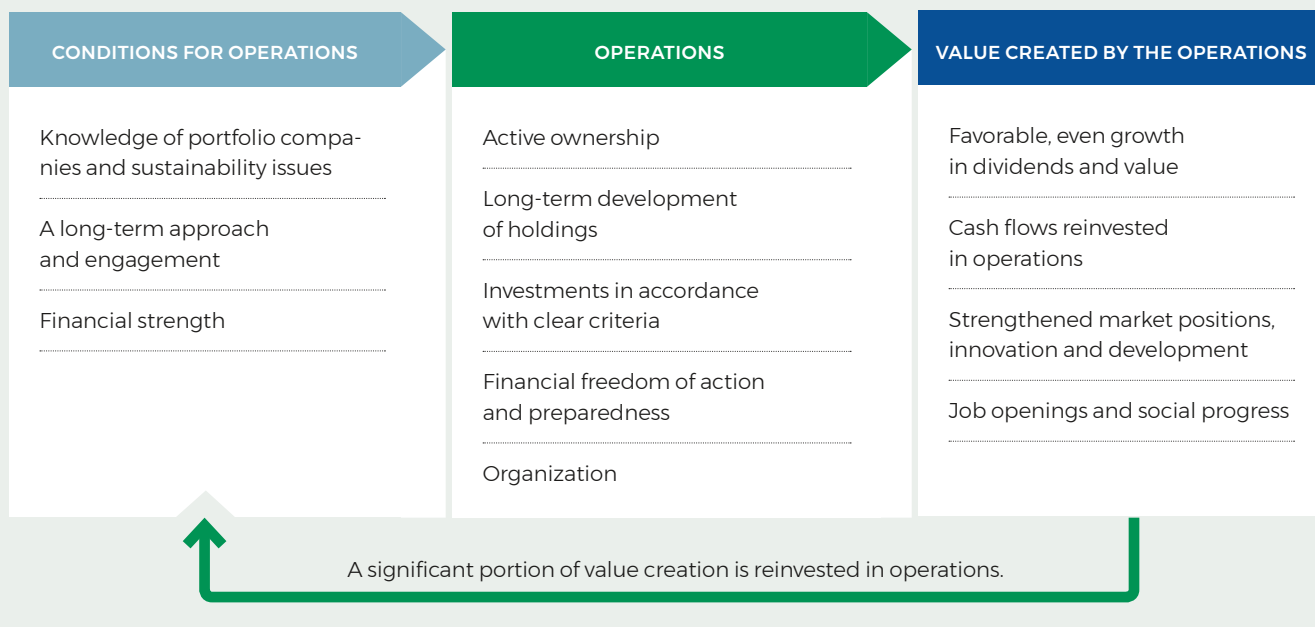 CONDITIONS FOR OPERATIONS
Knowledge of portfolio compa-
nies and sustainability issues
A long-term approach
and engagement
Financial strength
OPERATIONS
Active ownership
Long-term development
of holdings
Investments in accordance
with clear criteria
Financial freedom of action
and preparedness
Organization
VALUE CREATED BY THE OPERATIONS
Favorable, even growth
in dividends and value
Cash flows reinvested
in operations
Strengthened market positions,
innovation and development
Job openings and social progress
A significant portion of value creation is reinvested in operations.